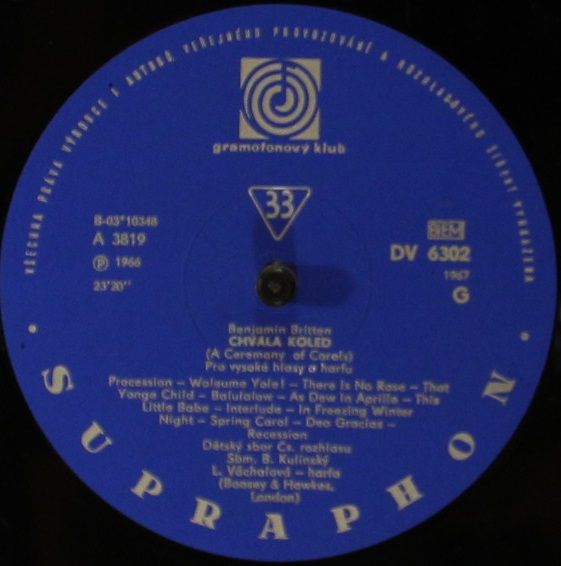 VŠECHNA PRÁVA VÝROBCE I AUTORŮ VEŘEJNÉHO PROVOZOVÁNÍ A ROZHLASOVÉHO ŠÍŘENÍ VYHRAZENA
gramofonový klub
33
B-03*10348
A 3819
Ⓟ 1966
23'20''
DV 6302
1967
G
Benjamin Britten
CHVÁLA KOLED
(A Ceremony of Carols)
Pro vysoké hlasy a harfu
Procession – Wolcume Yole! – There Is No Rose – That
Yonge Child – Balulalow – As Dew In Aprille – This
Little Babe – Interlude – In Freezing Winter
Night – Spring Carol – Deo Gracias –
Recession
Dětský sbor Čs. rozhlasu
Sbm. B. Kulínský
L. Váchalová – harfa
(Boosey & Hawkes,
London)
SUPRAPHON